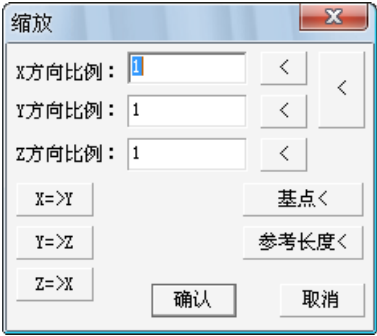 缩放
X方向比例： 1 <
<
Y方向比例： 1 <
Z方向比例： 1 <
X=>Y 基点<
Y=>Z 参考长度<
Z=>X
确认 取消